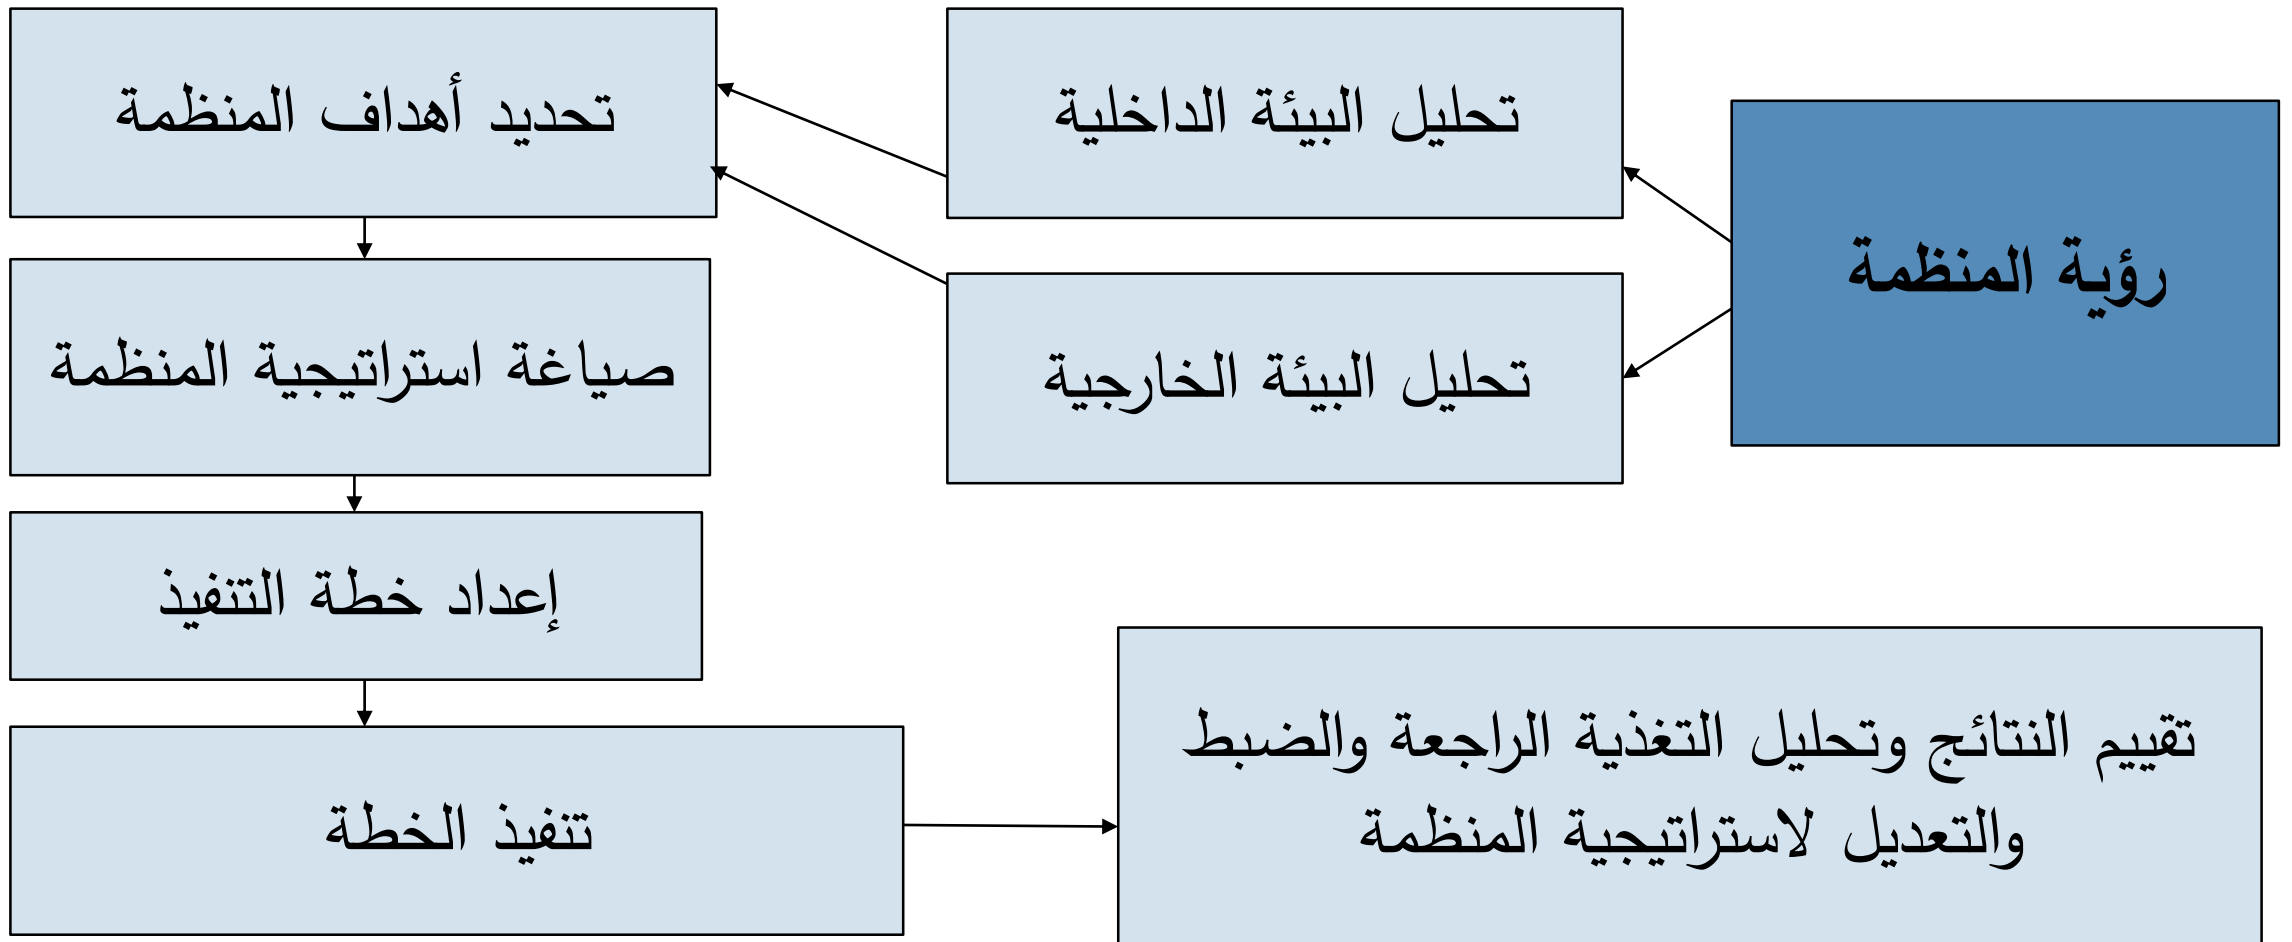 رؤية المنظمة
تحليل البيئة الداخلية
تحليل البيئة الخارجية
تحديد أهداف المنظمة
صياغة استراتيجية المنظمة
إعداد خطة التنفيذ
تنفيذ الخطة
تقييم النتائج وتحليل التغذية الراجعة والضبط
والتعديل لاستراتيجية المنظمة